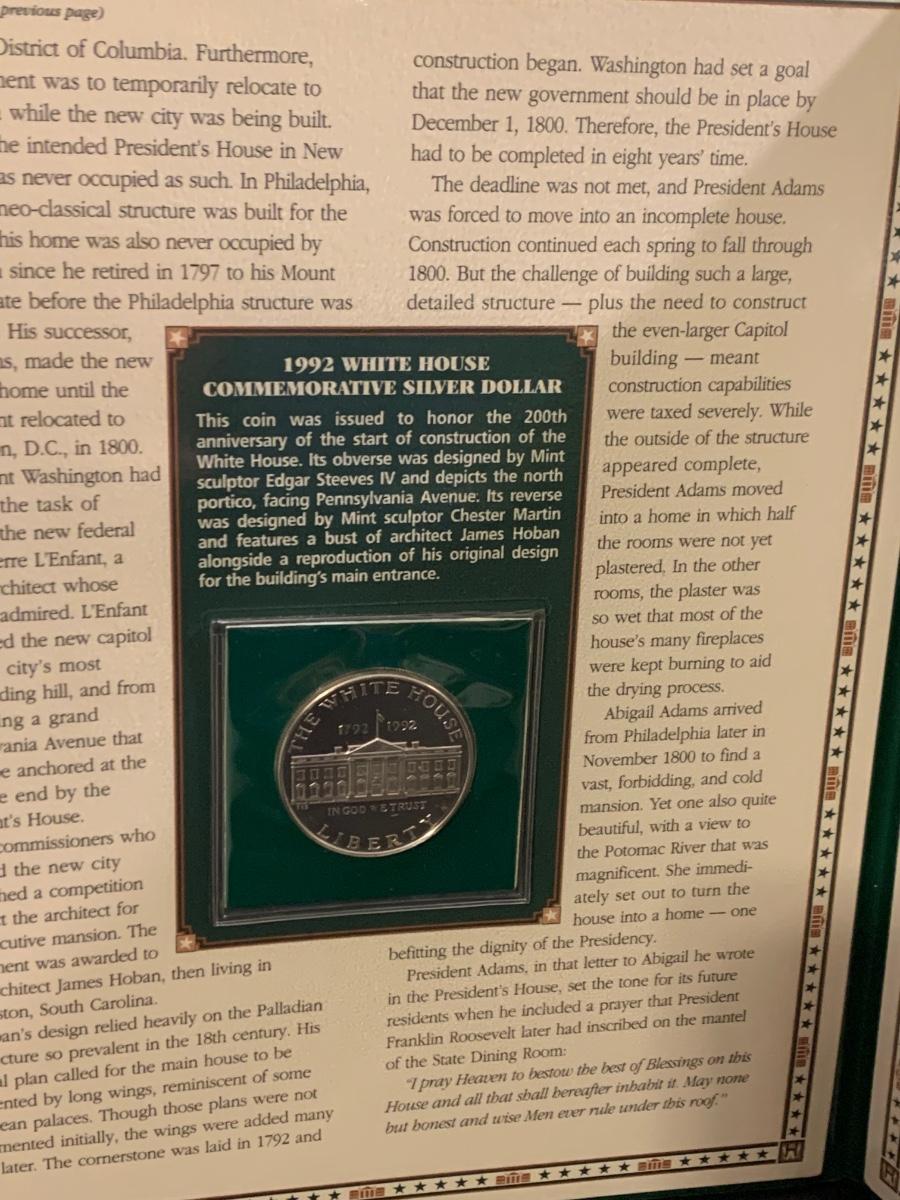 previous page)
District of Columbia. Furthermore,
was to temporarily relocate to
while the new city was being built.
intended President's House in New
never occupied as such. In Philadelphia,
neo-classical structure was built for the
his home was also never occupied by
since he retired in 1797 to his Mount
before the Philadelphia structure was
His successor,
made the new
home until the
relocated to
D.C., in 1800.
Washington had
the task of
the new federal
L'Enfant, a
whose
admired. L'Enfant
the new capitol
city's most
hill, and from
a grand
Avenue that
anchored at the
end by the
House.
commissioners who
the new city
a competition
the architect for
mansion. The
was awarded to
James Hoban, then living in
South Carolina.
design relied heavily on the Palladian
so prevalent in the 18th century. His
plan called for the main house to be
by long wings, reminiscent of some
palaces. Though those plans were not
initially, the wings were added many
later. The cornerstone was laid in 1792 and
1992 WHITE HOUSE
COMMEMORATIVE SILVER DOLLAR
This coin was issued to honor the 200th
anniversary of the start of construction of the
White House. Its obverse was designed by Mint
sculptor Edgar Steeves IV and depicts the north
portico, facing Pennsylvania Avenue. Its reverse
was designed by Mint sculptor Chester Martin
and features a bust of architect James Hoban
alongside a reproduction of his original design
for the building's main entrance.
THE WHITE HOUSE
1792 1992
IN GOD WE TRUST
LIBERTY
construction began. Washington had set a goal
that the new government should be in place by
December 1, 1800. Therefore, the President's House
had to be completed in eight years' time.
The deadline was not met, and President Adams
was forced to move into an incomplete house.
Construction continued each spring to fall through
1800. But the challenge of building such a large,
detailed structure — plus the need to construct
the even-larger Capitol
building — meant
construction capabilities
were taxed severely. While
the outside of the structure
appeared complete,
President Adams moved
into a home in which half
the rooms were not yet
plastered. In the other
rooms, the plaster was
so wet that most of the
house's many fireplaces
were kept burning to aid
the drying process.
Abigail Adams arrived
from Philadelphia later in
November 1800 to find a
vast, forbidding, and cold
mansion. Yet one also quite
beautiful, with a view to
the Potomac River that was
magnificent. She immedi-
ately set out to turn the
house into a home — one
befitting the dignity of the Presidency.
President Adams, in that letter to Abigail he wrote
in the President's House, set the tone for its future
residents when he included a prayer that President
Franklin Roosevelt later had inscribed on the mantel
of the State Dining Room:
"I pray Heaven to bestow the best of Blessings on this
House and all that shall hereafter inhabit it. May none
but honest and wise Men ever rule under this roof."
H